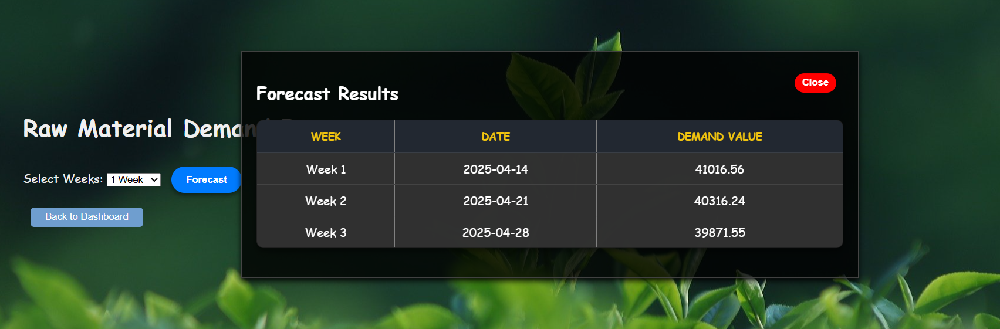 Forecast Results
Close
Raw Material Deman
WEEK DATE DEMAND VALUE
Week 1 2025-04-14 41016.56
Select Weeks: 1 Week Forecast
Week 2 2025-04-21 40316.24
Back to Dashboard
Week 3 2025-04-28 39871.55